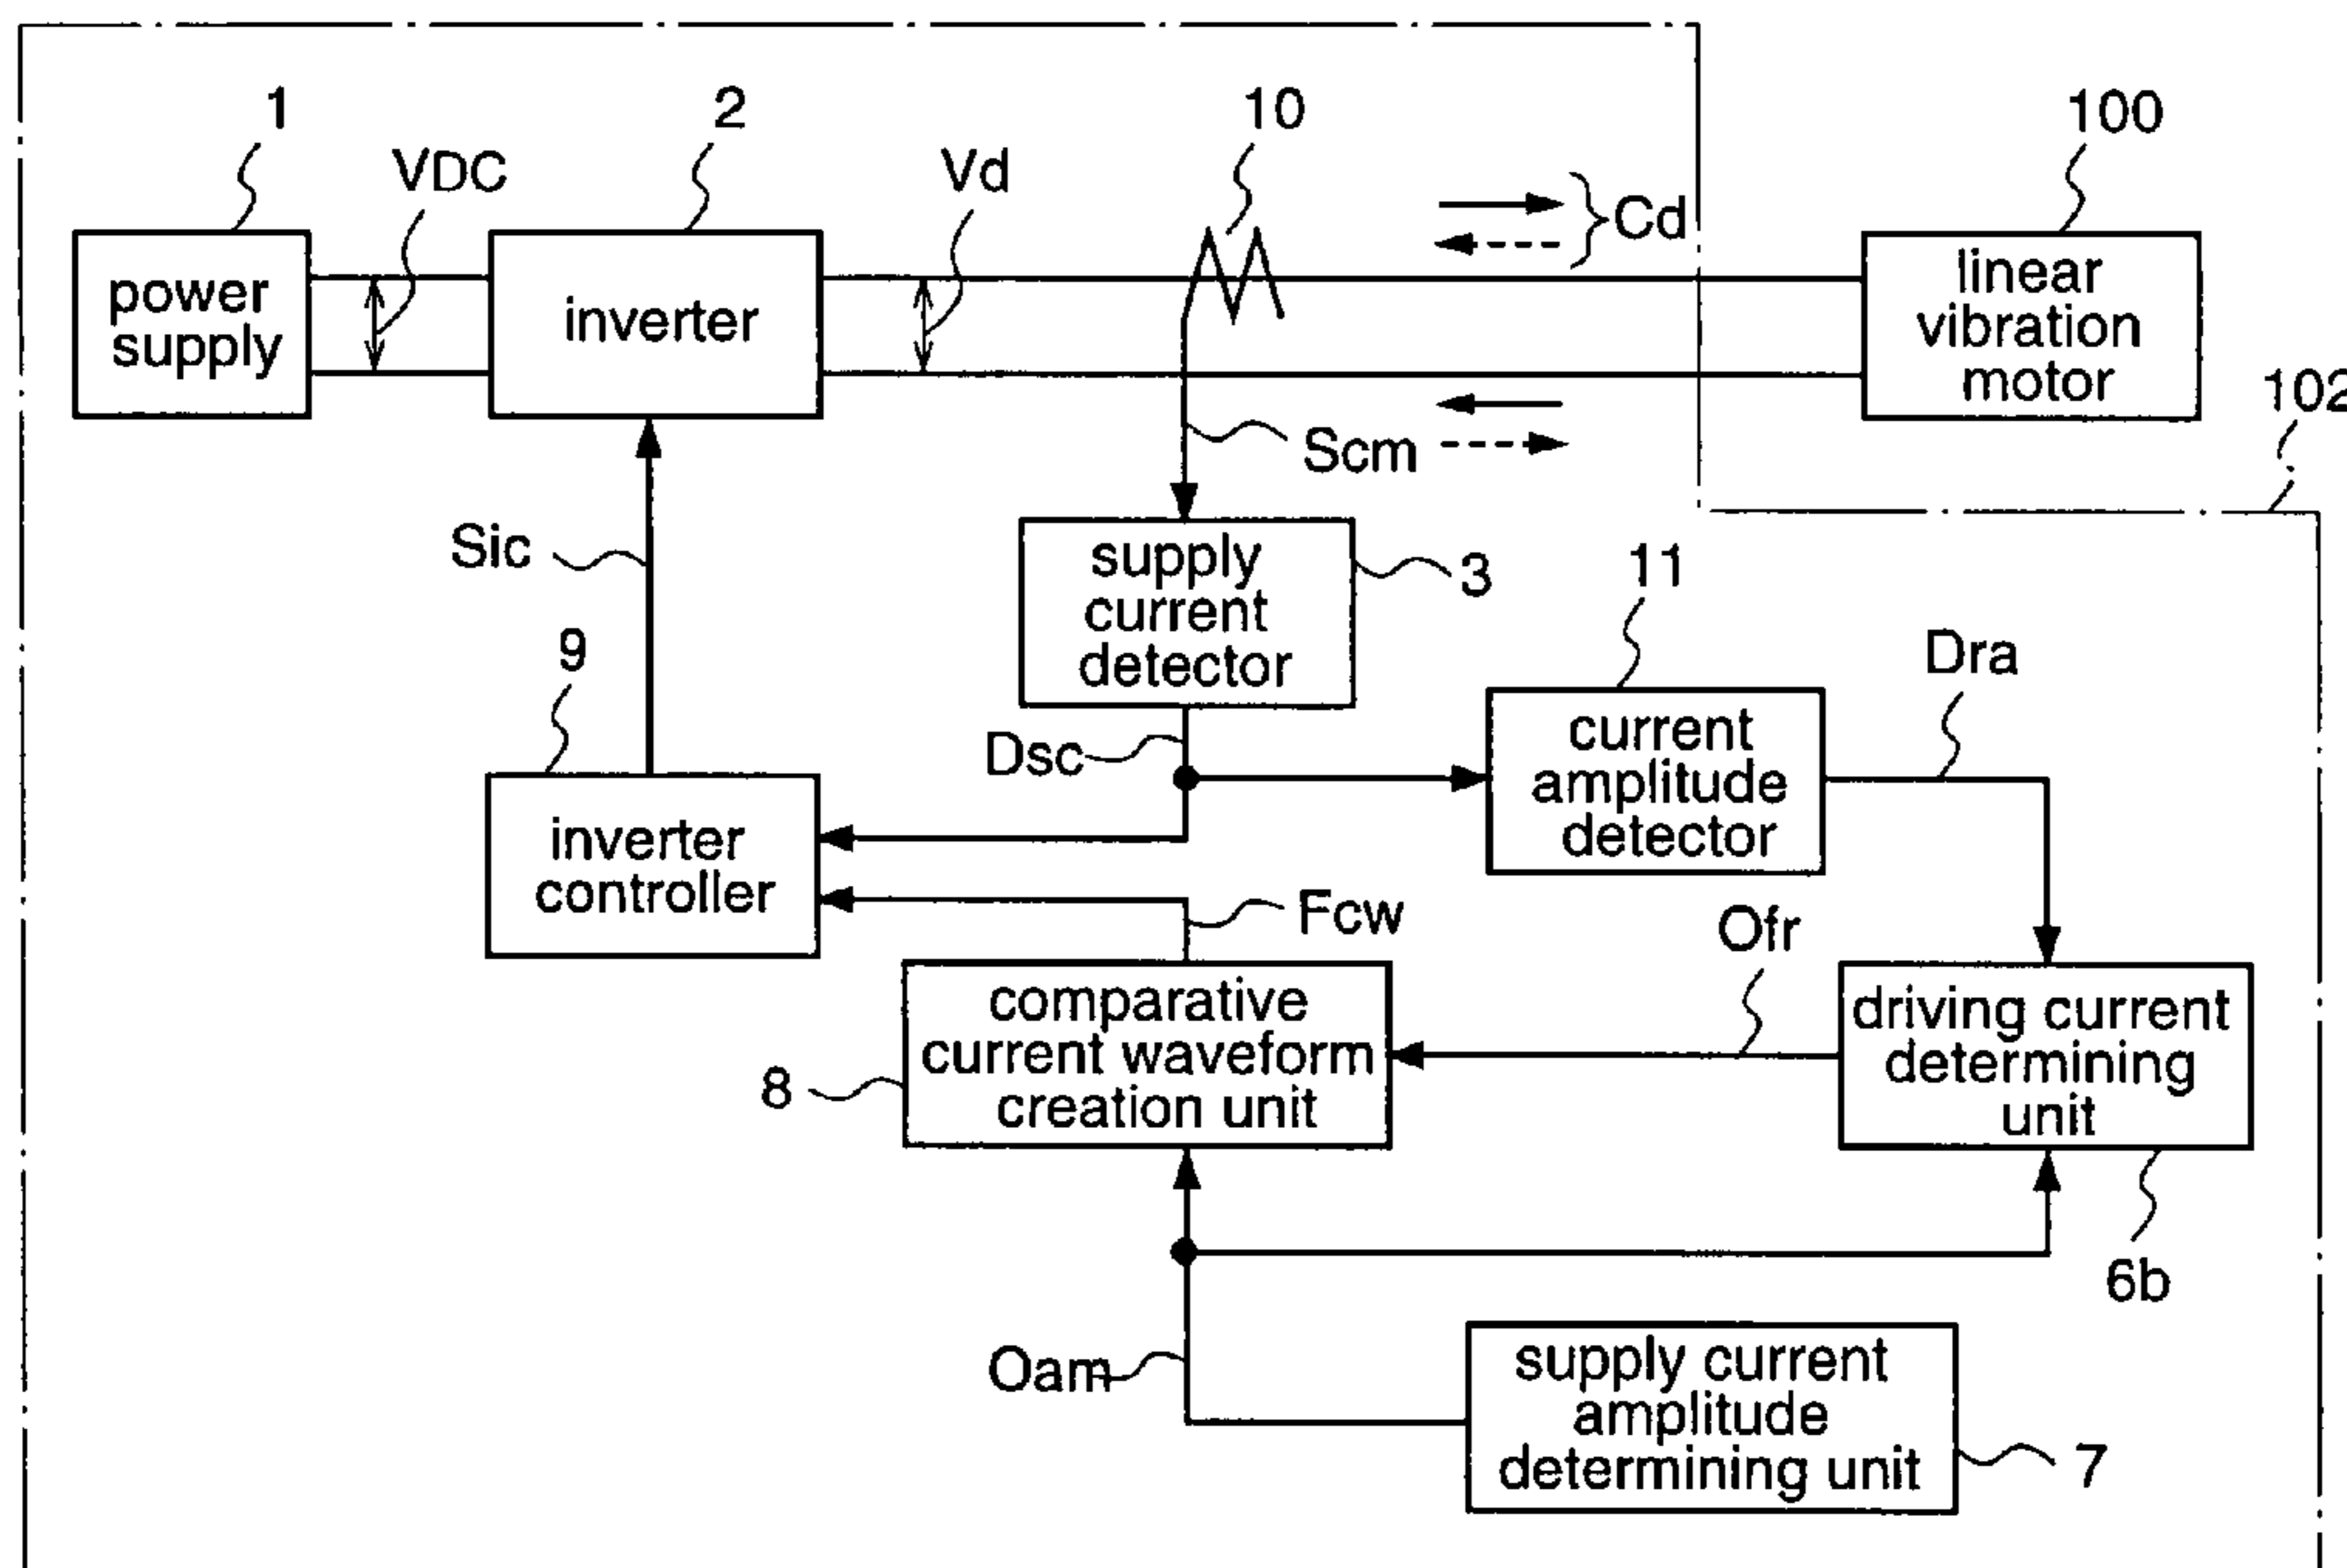 1
2
10
100
VDC
Vd
Cd
power
supply
inverter
linear
vibration
motor
102
Scm
Sic
supply
current
detector
3
11
9
Dra
Dsc
current
amplitude
detector
inverter
controller
Fcw
Ofr
comparative
current waveform
creation unit
8
driving current
determining
unit
6b
Oam
supply current
amplitude
determining unit
7